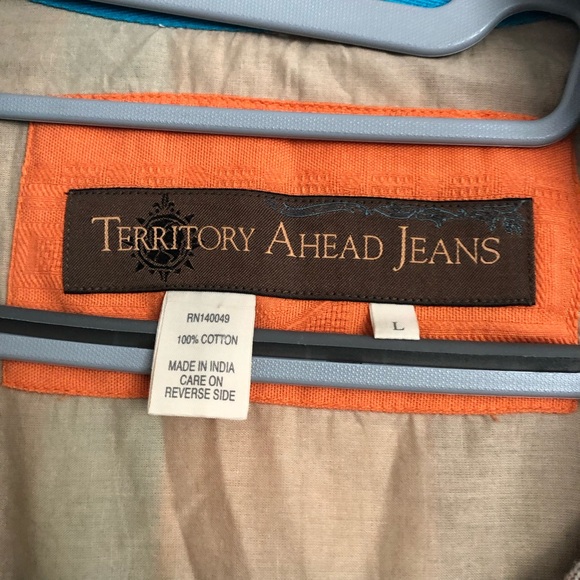 TERRITORY AHEAD JEANS
RN140049
100% COTTON
MADE IN INDIA
CARE ON
REVERSE SIDE
L